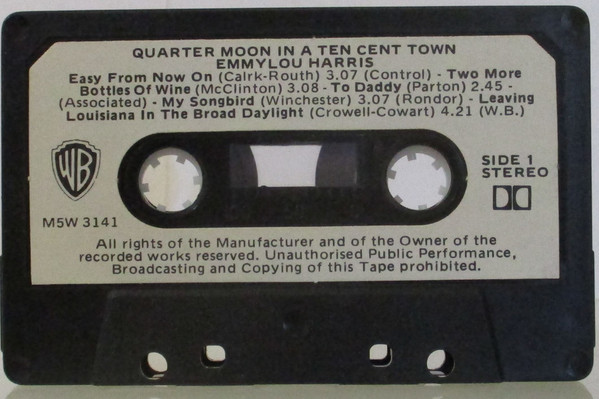 QUARTER MOON IN A TEN CENT TOWN
EMMYLOU HARRIS
Easy From Now On (Calrk-Routh) 3.07 (Control) - Two More
Bottles Of Wine (McClinton) 3.08 - To Daddy (Parton) 2.45 -
(Associated) - My Songbird (Winchester) 3.07 (Rondor) - Leaving
Louisiana In The Broad Daylight (Crowell-Cowart) 4.21 (W.B.)
WB
SIDE 1
STEREO
M5W 3141
All rights of the Manufacturer and of the Owner of the
recorded works reserved. Unauthorised Public Performance,
Broadcasting and Copying of this Tape prohibited.